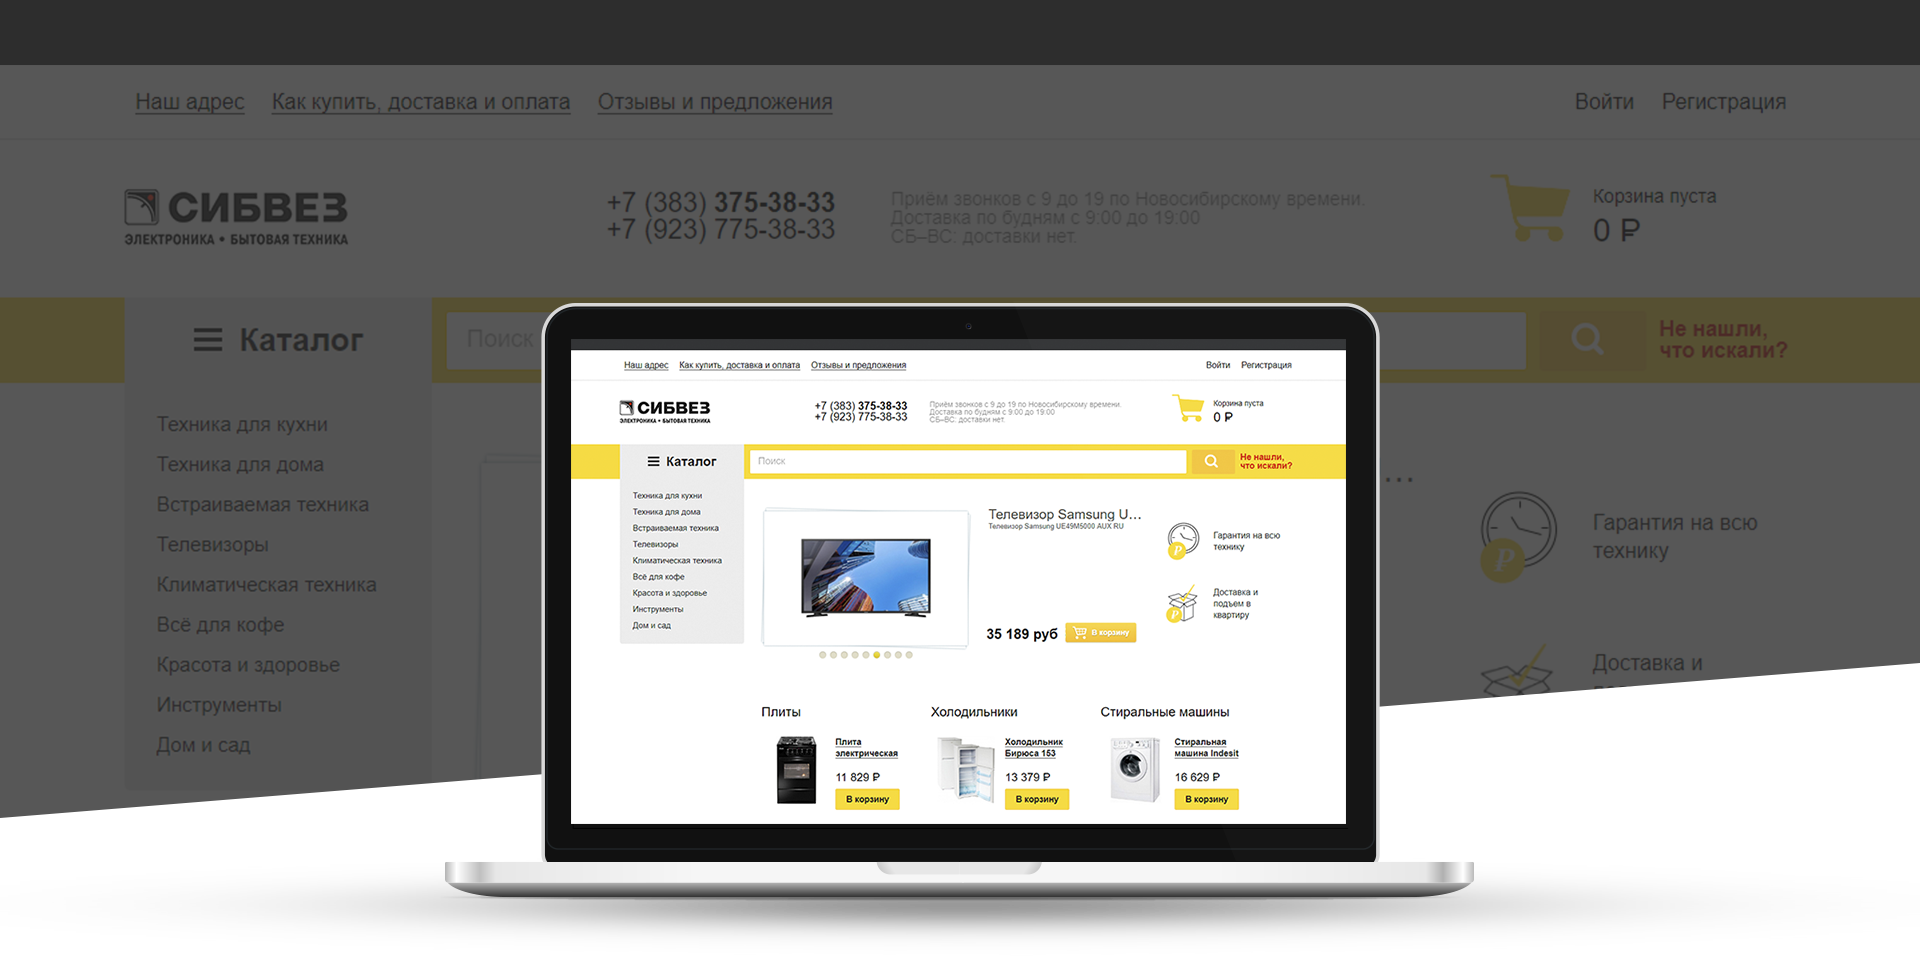 Наш адрес Как купить, доставка и оплата Отзывы и предложения Войти Регистрация
СИБВЕЗ
ЭЛЕКТРОНИКА • БЫТОВАЯ ТЕХНИКА
+7 (383) 375-38-33
+7 (923) 775-38-33
Приём звонков с 9 до 19 по Новосибирскому времени.
Доставка по будням с 9:00 до 19:00
СБ–ВС: доставки нет.
Корзина пуста
0 ₽
Каталог
Поиск
Не нашли,
что искали?
Техника для кухни
Техника для дома
Встраиваемая техника
Телевизоры
Климатическая техника
Всё для кофе
Красота и здоровье
Инструменты
Дом и сад
...
Гарантия на всю
технику
Доставка и
Наш адрес Как купить, доставка и оплата Отзывы и предложения Войти Регистрация
СИБВЕЗ
ЭЛЕКТРОНИКА • БЫТОВАЯ ТЕХНИКА
+7 (383) 375-38-33
+7 (923) 775-38-33
Приём звонков с 9 до 19 по Новосибирскому времени.
Доставка по будням с 9:00 до 19:00
СБ–ВС: доставки нет.
Корзина пуста
0 ₽
Каталог
Поиск
Не нашли,
что искали?
Техника для кухни
Техника для дома
Встраиваемая техника
Телевизоры
Климатическая техника
Всё для кофе
Красота и здоровье
Инструменты
Дом и сад
Телевизор Samsung U...
Телевизор Samsung UE49M5000 AUX RU
35 189 руб
В корзину
Гарантия на всю
технику
Доставка и
подъем в
квартиру
Плиты
Плита
электрическая
11 829 ₽
В корзину
Холодильники
Холодильник
Бирюса 153
13 379 ₽
В корзину
Стиральные машины
Стиральная
машина Indesit
16 629 ₽
В корзину